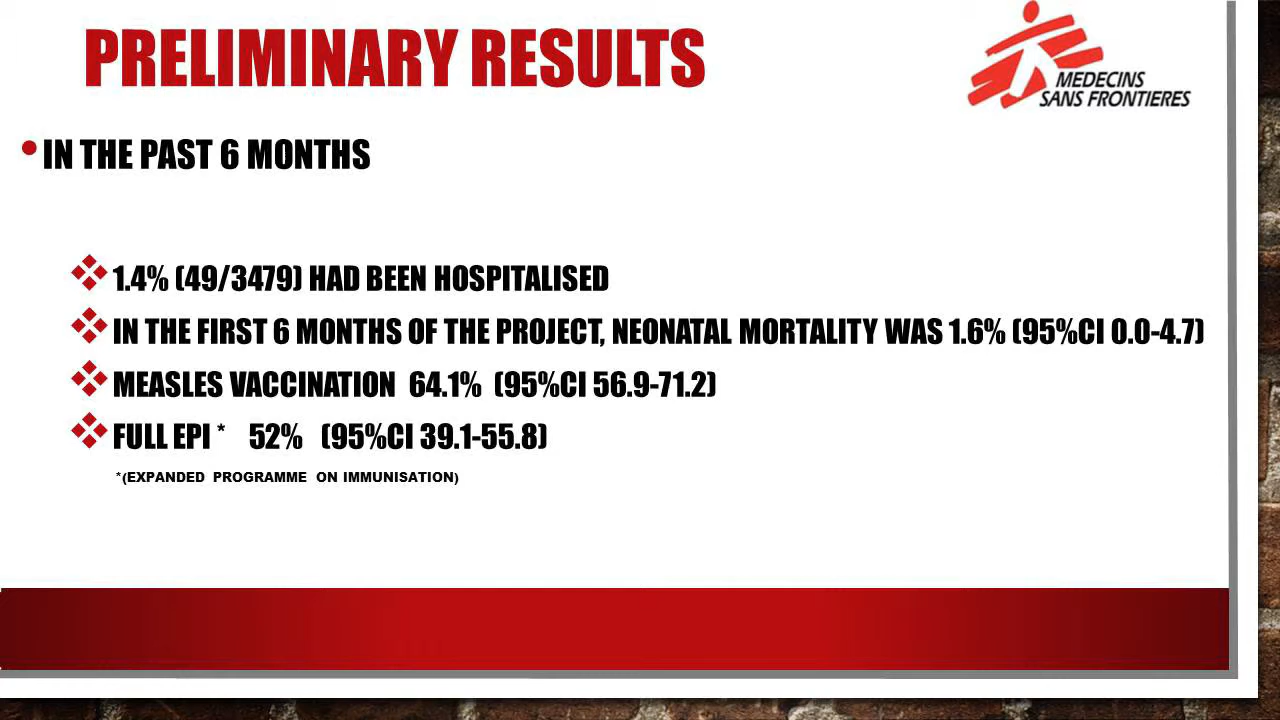 PRELIMINARY RESULTS
MEDECINS
SANS FRONTIERES
• IN THE PAST 6 MONTHS
❖ 1.4% (49/3479) HAD BEEN HOSPITALISED
❖ IN THE FIRST 6 MONTHS OF THE PROJECT, NEONATAL MORTALITY WAS 1.6% (95%CI 0.0-4.7)
❖ MEASLES VACCINATION 64.1% (95%CI 56.9-71.2)
❖ FULL EPI * 52% (95%CI 39.1-55.8)
*(EXPANDED PROGRAMME ON IMMUNISATION)